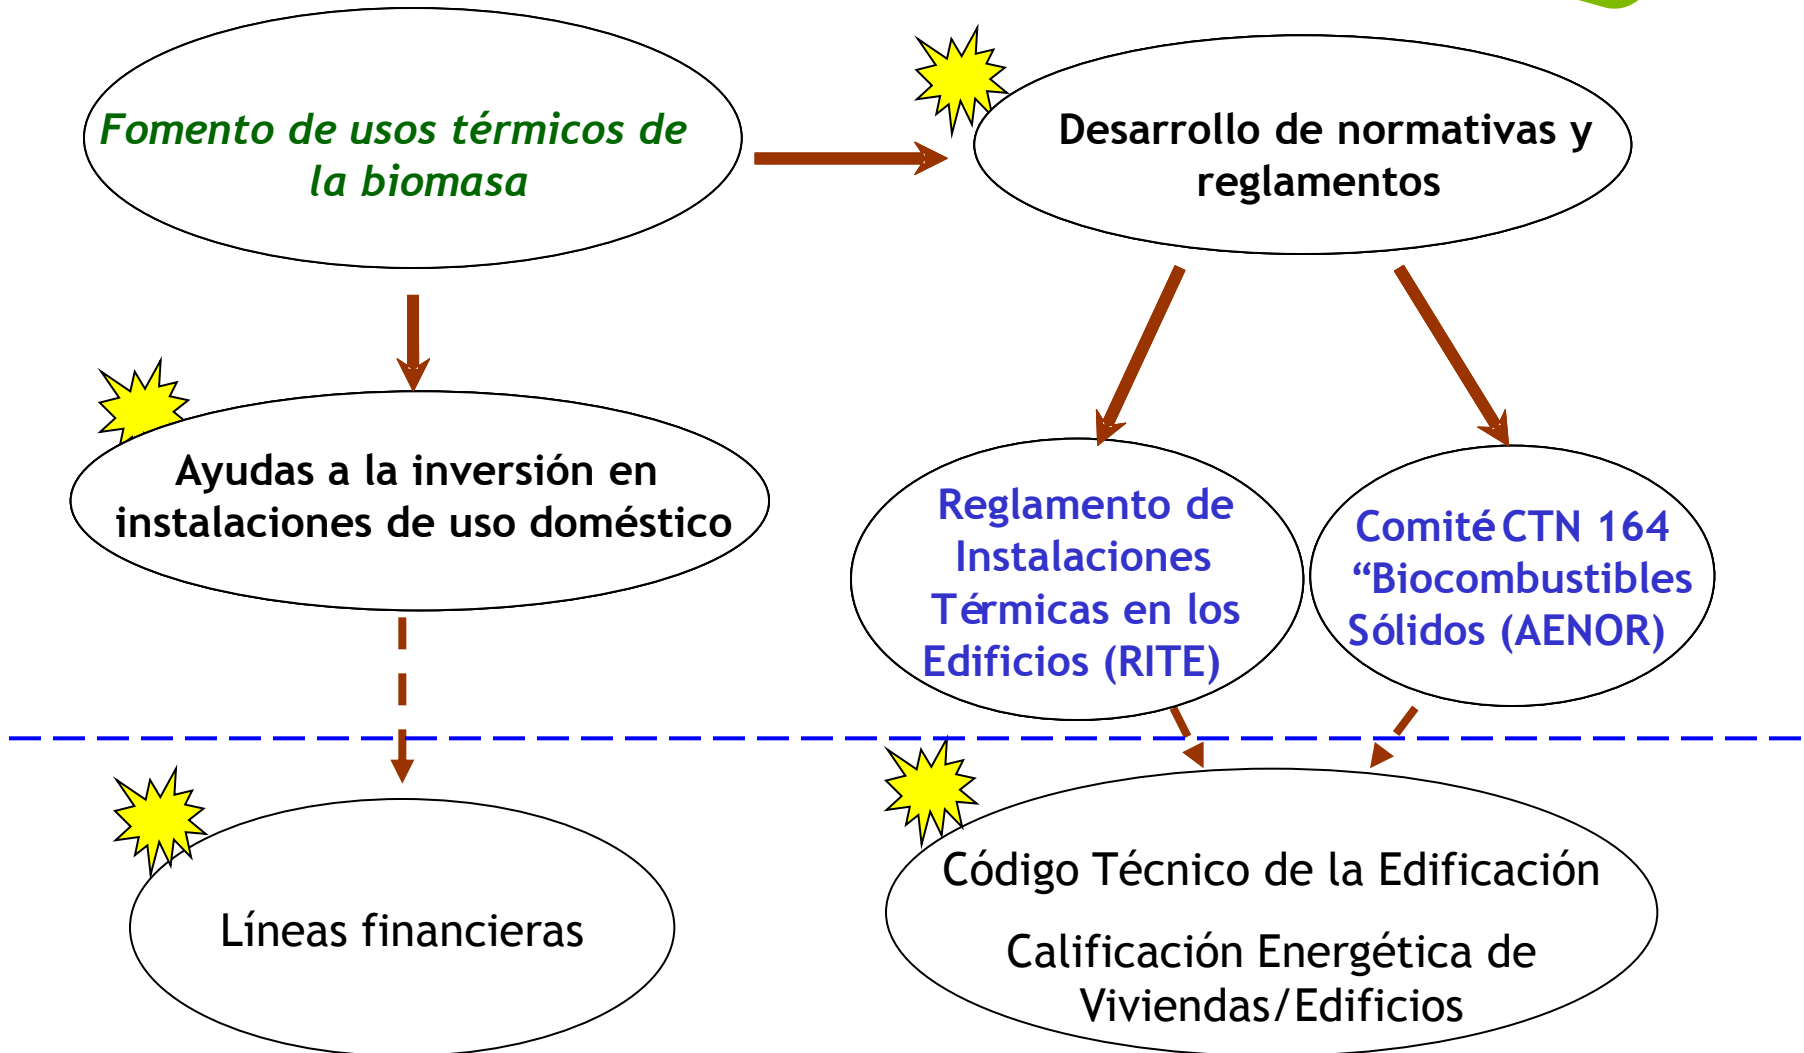 Fomento de usos térmicos de
la biomasa
Desarrollo de normativas y
reglamentos
Ayudas a la inversión en
instalaciones de uso doméstico
Reglamento de
Instalaciones
Térmicas en los
Edificios (RITE)
Comité CTN 164
“Biocombustibles
Sólidos (AENOR)
Líneas financieras
Código Técnico de la Edificación
Calificación Energética de
Viviendas/Edificios